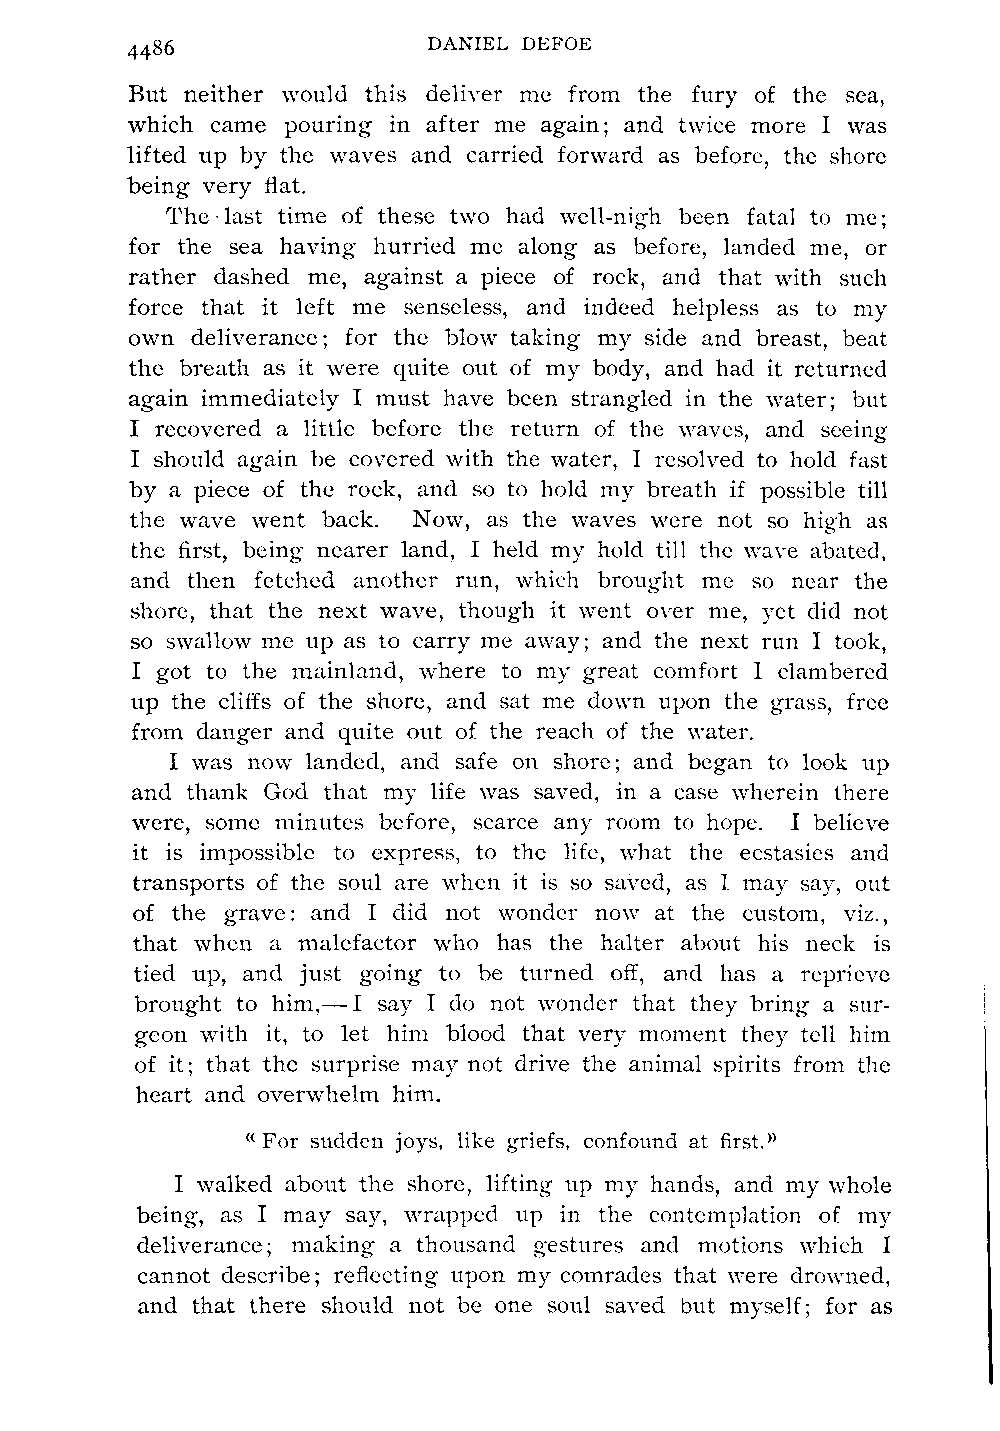 4486 DANIEL DEFOE
But neither would this deliver me from the fury of the sea,
which came pouring in after me again; and twice more I was
lifted up by the waves and carried forward as before, the shore
being very flat.
The last time of these two had well-nigh been fatal to me;
for the sea having hurried me along as before, landed me, or
rather dashed me, against a piece of rock, and that with such
force that it left me senseless, and indeed helpless as to my
own deliverance; for the blow taking my side and breast, beat
the breath as it were quite out of my body, and had it returned
again immediately I must have been strangled in the water; but
I recovered a little before the return of the waves, and seeing
I should again be covered with the water, I resolved to hold fast
by a piece of the rock, and so to hold my breath if possible till
the wave went back. Now, as the waves were not so high as
the first, being nearer land, I held my hold till the wave abated,
and then fetched another run, which brought me so near the
shore, that the next wave, though it went over me, yet did not
so swallow me up as to carry me away; and the next run I took,
I got to the mainland, where to my great comfort I clambered
up the cliffs of the shore, and sat me down upon the grass, free
from danger and quite out of the reach of the water.
I was now landed, and safe on shore; and began to look up
and thank God that my life was saved, in a case wherein there
were, some minutes before, scarce any room to hope. I believe
it is impossible to express, to the life, what the ecstasies and
transports of the soul are when it is so saved, as I may say, out
of the grave: and I did not wonder now at the custom, viz.,
that when a malefactor who has the halter about his neck is
tied up, and just going to be turned off, and has a reprieve
brought to him,—I say I do not wonder that they bring a sur-
geon with it, to let him blood that very moment they tell him
of it; that the surprise may not drive the animal spirits from the
heart and overwhelm him.
“For sudden joys, like griefs, confound at first.”
I walked about the shore, lifting up my hands, and my whole
being, as I may say, wrapped up in the contemplation of my
deliverance; making a thousand gestures and motions which I
cannot describe; reflecting upon my comrades that were drowned,
and that there should not be one soul saved but myself; for as